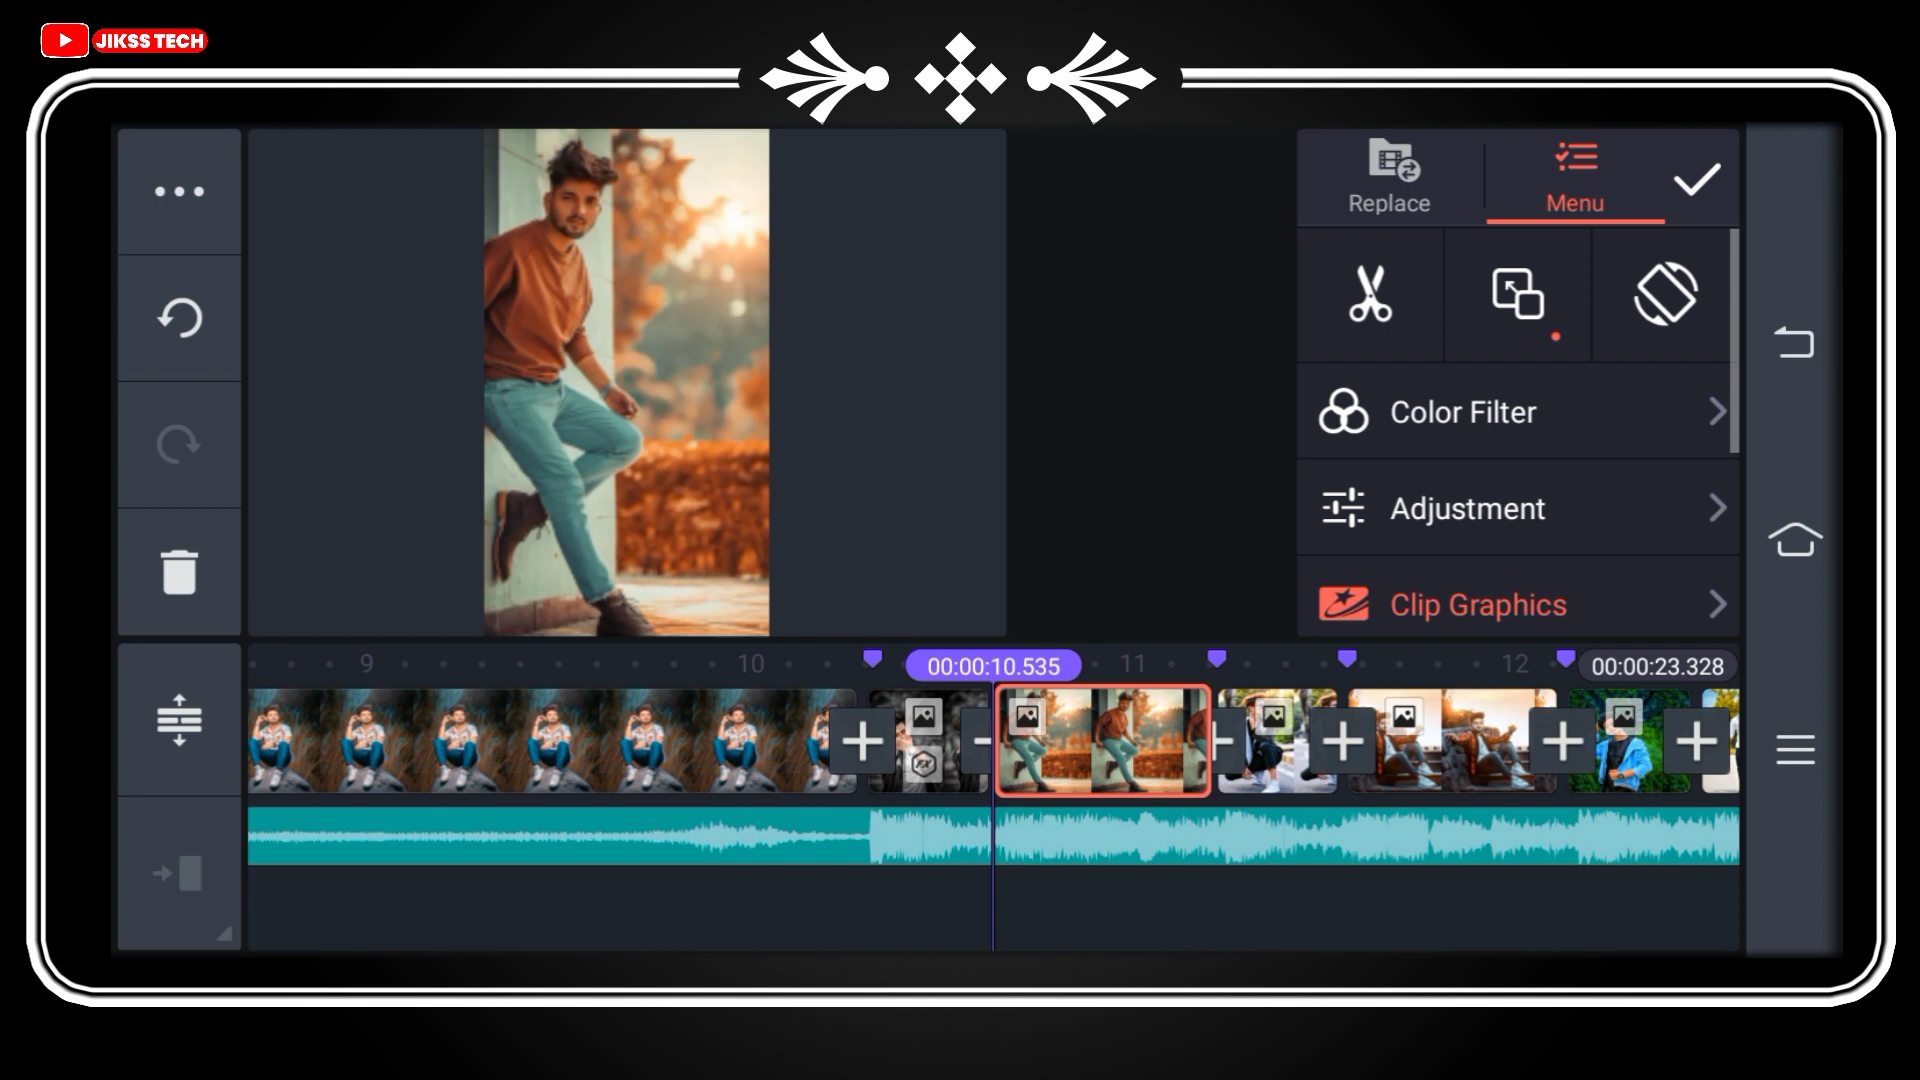 JIKSS TECH
Replace
Menu
Color Filter
Adjustment
Clip Graphics
9
10
00:00:10.535
11
12
00:00:23.328
FX